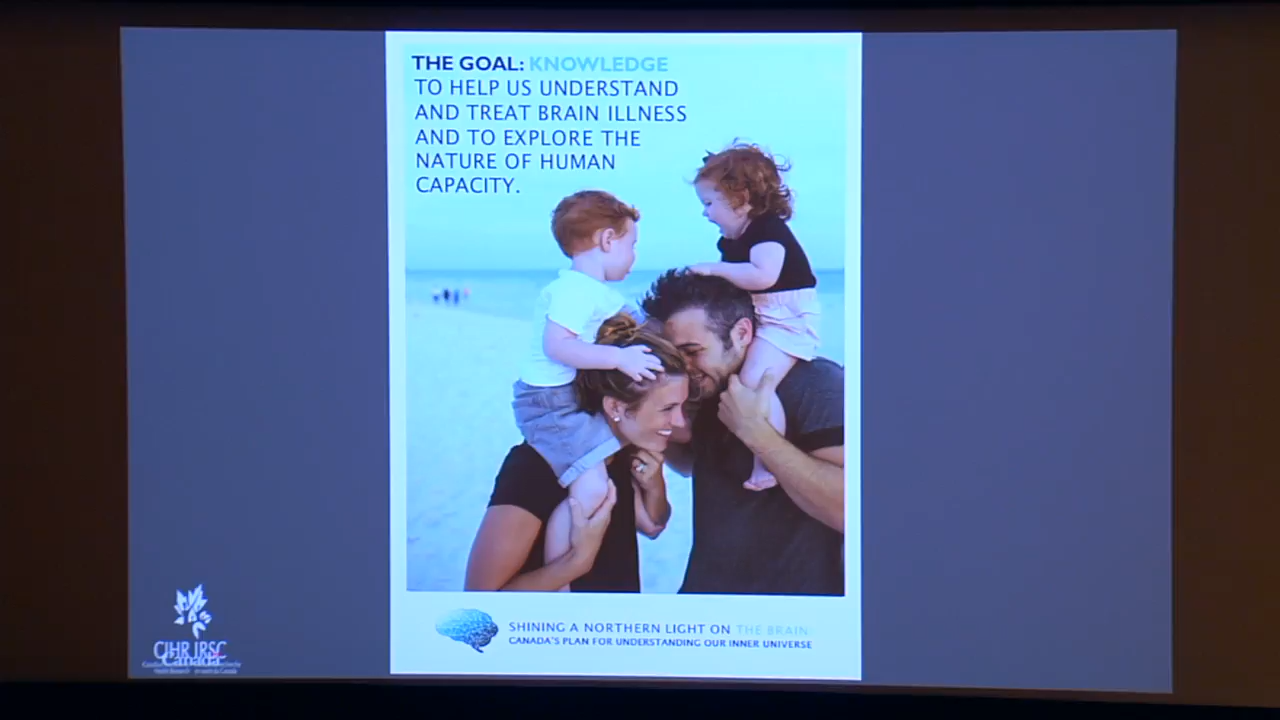 THE GOAL: KNOWLEDGE
TO HELP US UNDERSTAND
AND TREAT BRAIN ILLNESS
AND TO EXPLORE THE
NATURE OF HUMAN
CAPACITY.
SHINING A NORTHERN LIGHT ON THE BRAIN:
CANADA'S PLAN FOR UNDERSTANDING OUR INNER UNIVERSE
CIHR IRSC
Canada